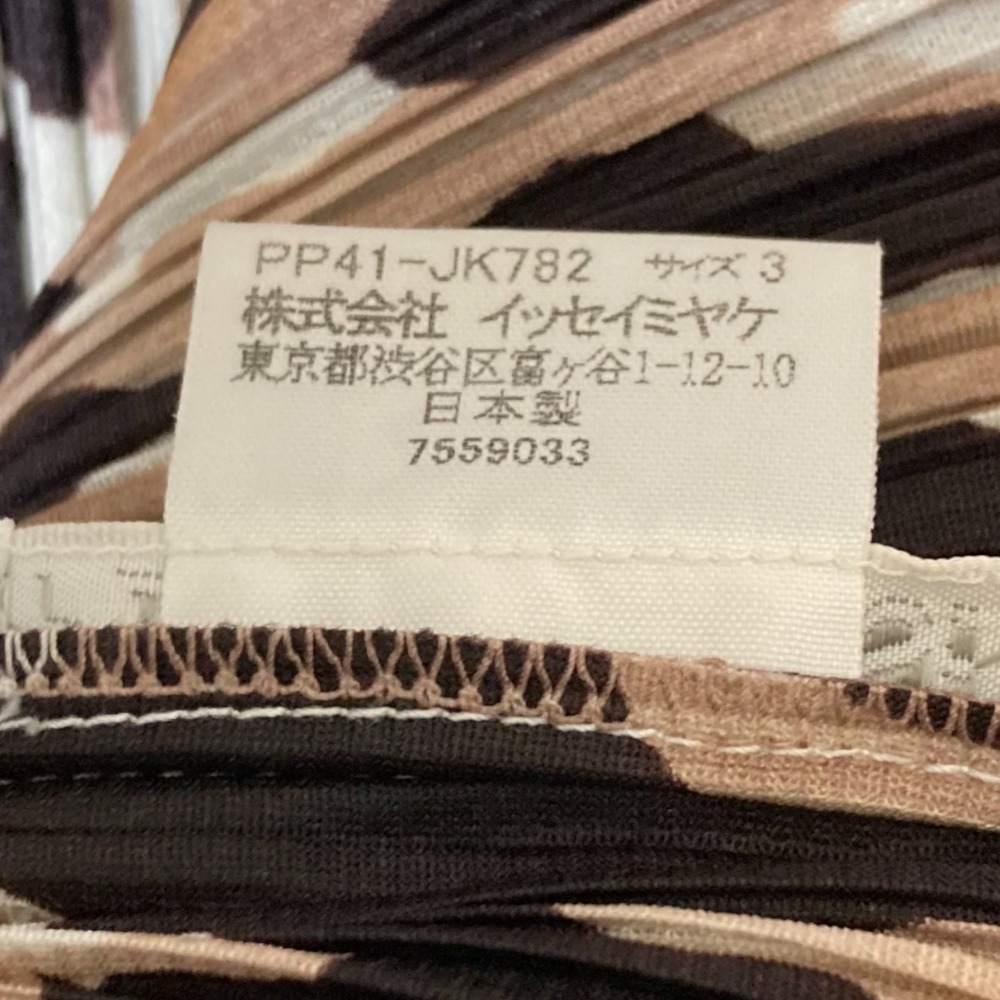 PP41-JK782 サイズ 3
株式会社 イッセイミヤケ
東京都渋谷区富ヶ谷1-12-10
日本製
7559033